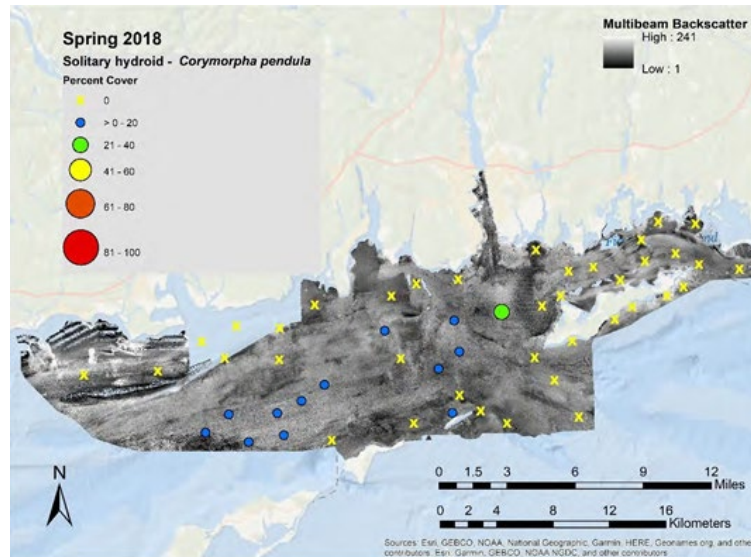 Spring 2018
Solitary hydroid - Corymorpha pendula
Percent Cover
0
> 0 - 20
21 - 40
41 - 60
61 - 80
81 - 100
Multibeam Backscatter
High : 241
Low : 1
N
0 1.5 3 6 9 12
Miles
0 2 4 8 12 16
Kilometers
Sources: Esri, GEBCO, NOAA, National Geographic, Garmin, HERE, Geonames.org, and other
contributors. Esri, Garmin, GEBCO, NOAA NGDC, and other contributors